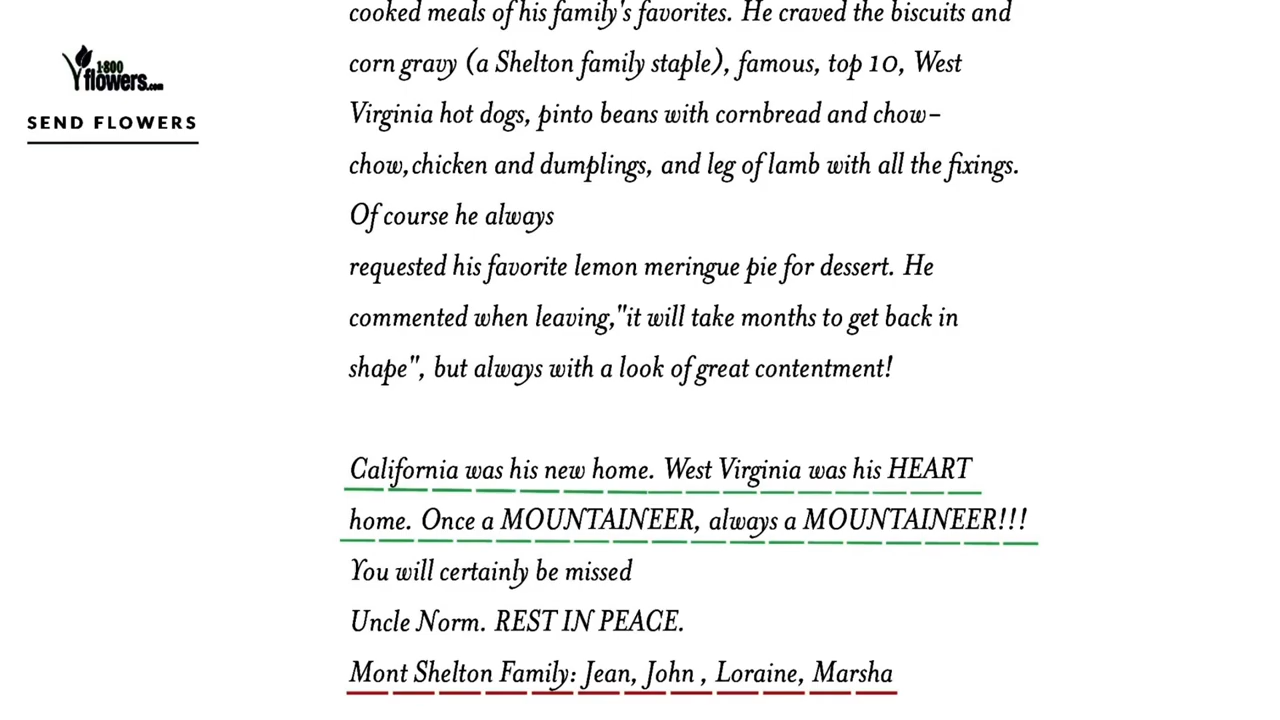 1-800
flowers.com
SEND FLOWERS
cooked meals of his family's favorites. He craved the biscuits and
corn gravy (a Shelton family staple), famous, top 10, West
Virginia hot dogs, pinto beans with cornbread and chow-
chow,chicken and dumplings, and leg of lamb with all the fixings.
Of course he always
requested his favorite lemon meringue pie for dessert. He
commented when leaving,"it will take months to get back in
shape", but always with a look of great contentment!
California was his new home. West Virginia was his HEART
home. Once a MOUNTAINEER, always a MOUNTAINEER!!!
You will certainly be missed
Uncle Norm. REST IN PEACE.
Mont Shelton Family: Jean, John , Loraine, Marsha